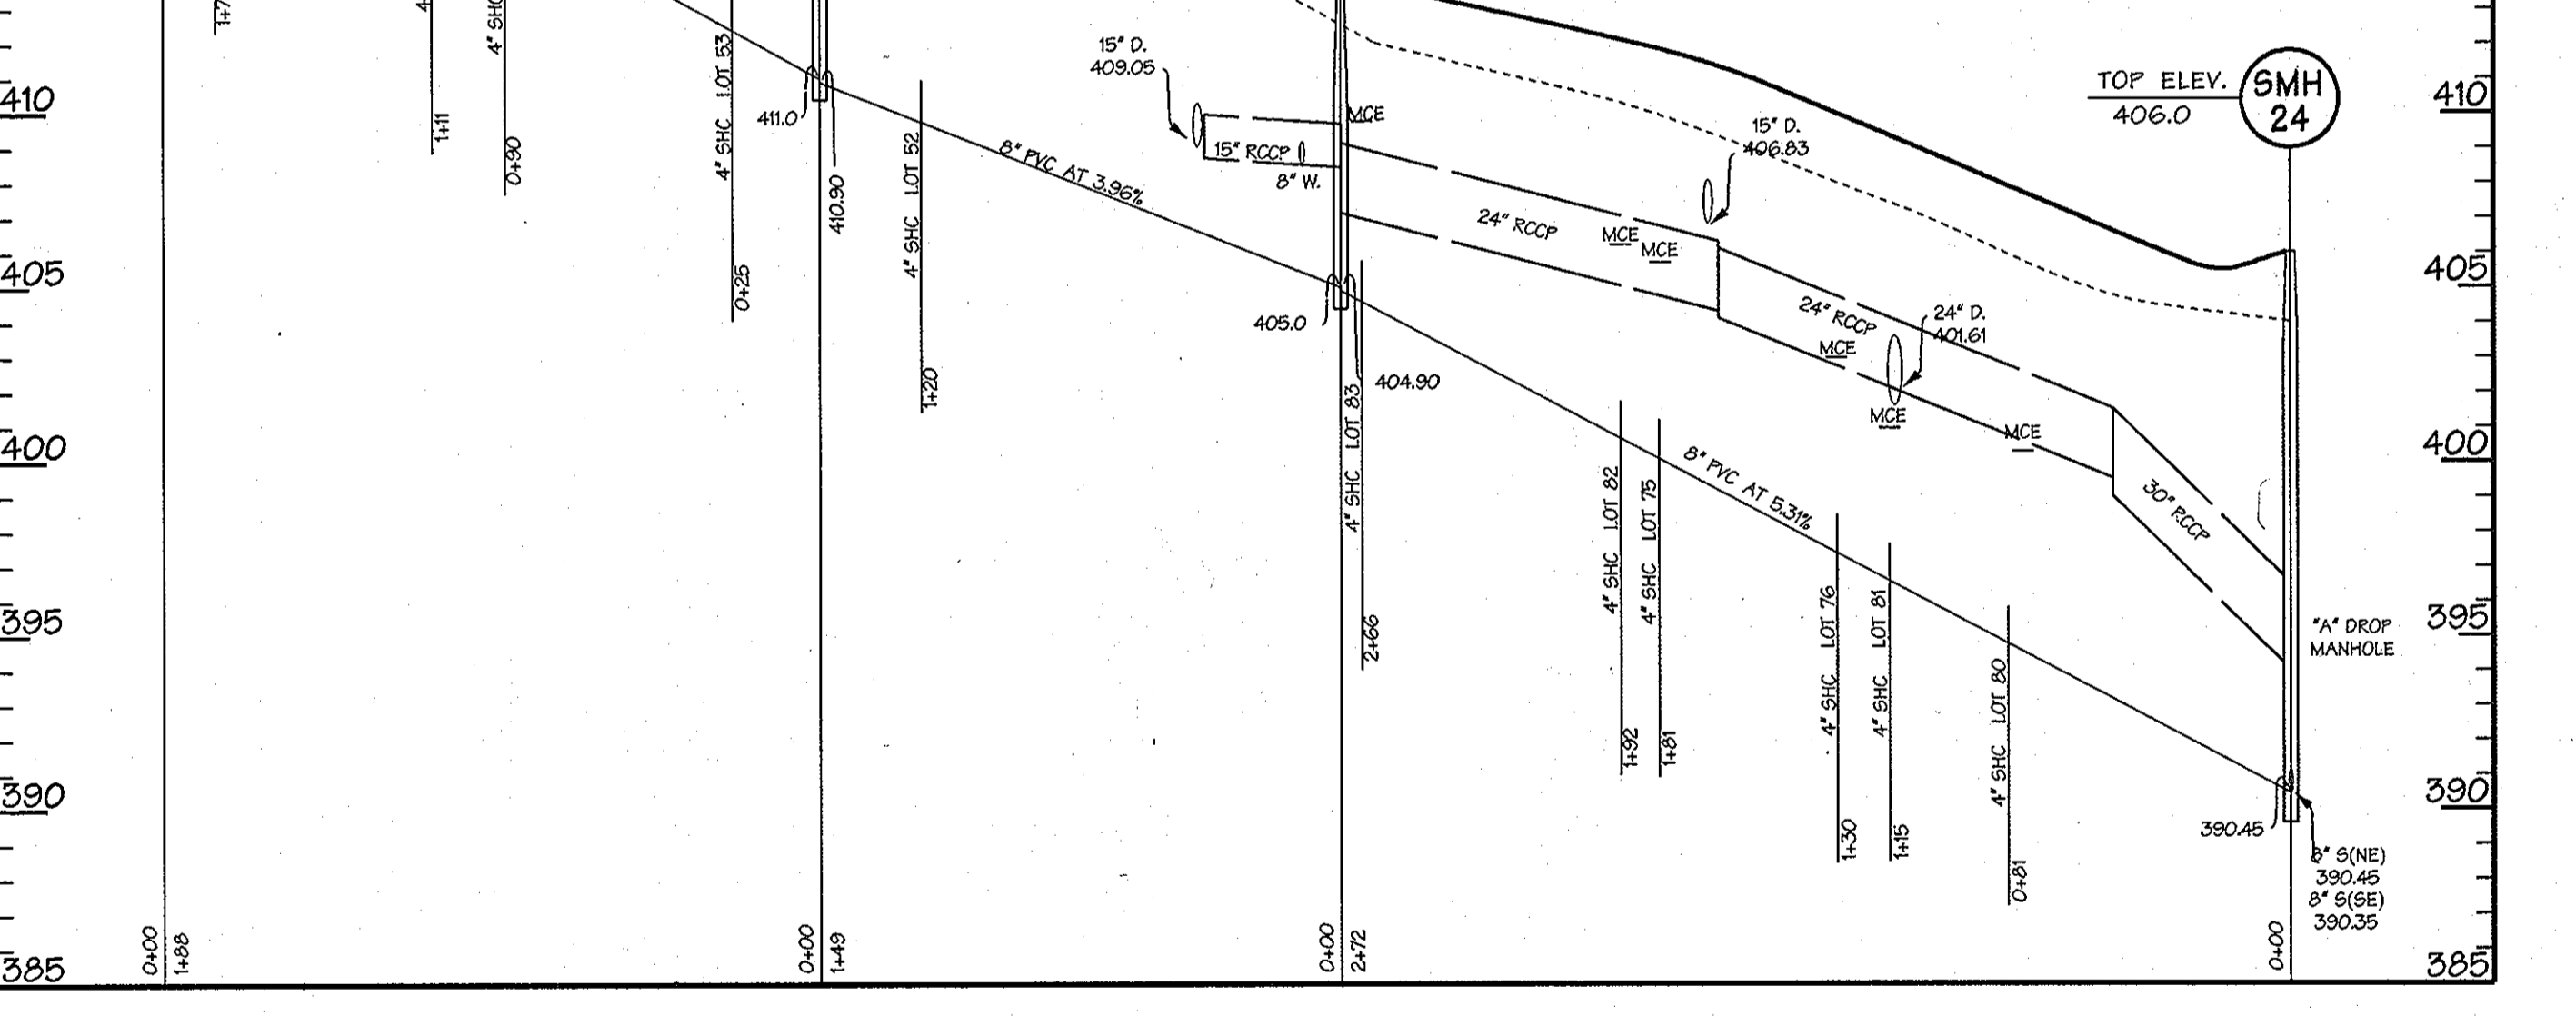 410
405
400
395
390
385
1+11
4" SHC
0+90
4" SHC LOT 53
0+25
411.0
410.90
4" SHC LOT 52
1+20
8" PVC AT 3.96%
15" D.
409.05
15" RCCP
8" W.
MCE
405.0
404.90
4" SHC LOT 83
2+66
24" RCCP
MCE
MCE
15" D.
406.83
24" RCCP
MCE
24" D.
401.61
MCE
MCE
30" RCCP
8" PVC AT 5.31%
4" SHC LOT 82
1+92
4" SHC LOT 75
1+81
4" SHC LOT 76
1+30
4" SHC LOT 81
1+15
4" SHC LOT 80
0+81
TOP ELEV.
406.0
SMH
24
"A" DROP
MANHOLE
390.45
8" S(NE)
390.45
8" S(SE)
390.35
0+00
1+88
0+00
1+49
0+00
2+72
0+00
410
405
400
395
390
385